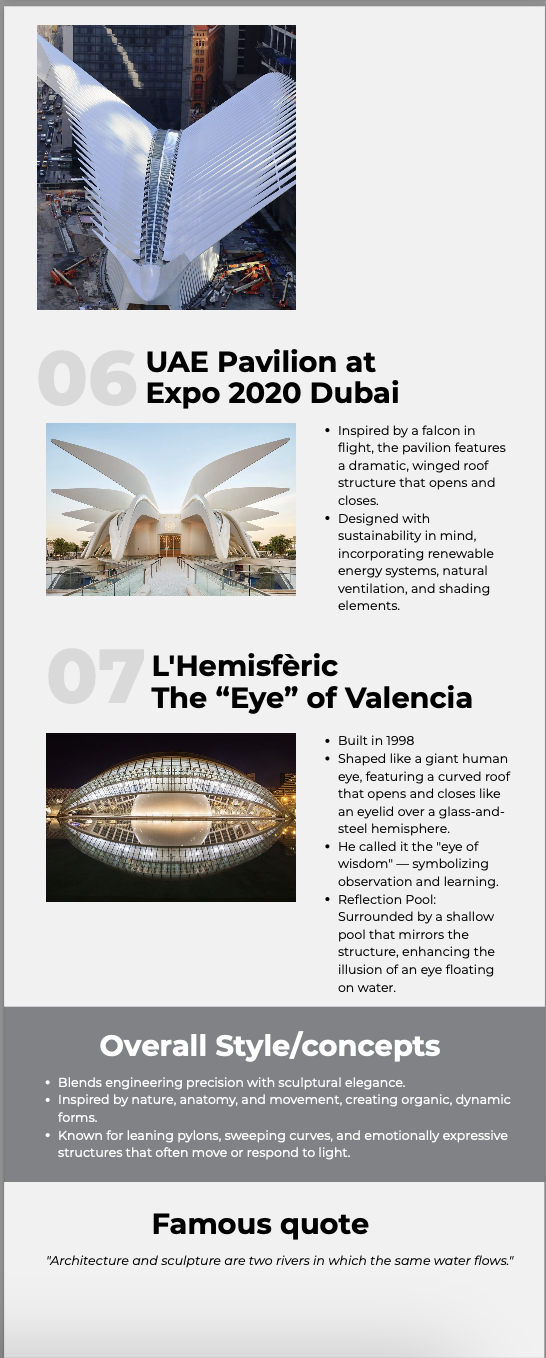 06
UAE Pavilion at
Expo 2020 Dubai
• Inspired by a falcon in
flight, the pavilion features
a dramatic, winged roof
structure that opens and
closes.
• Designed with
sustainability in mind,
incorporating renewable
energy systems, natural
ventilation, and shading
elements.
07
L'Hemisfèric
The “Eye” of Valencia
• Built in 1998
• Shaped like a giant human
eye, featuring a curved roof
that opens and closes like
an eyelid over a glass-and-
steel hemisphere.
• He called it the "eye of
wisdom" — symbolizing
observation and learning.
• Reflection Pool:
Surrounded by a shallow
pool that mirrors the
structure, enhancing the
illusion of an eye floating
on water.
Overall Style/concepts
• Blends engineering precision with sculptural elegance.
• Inspired by nature, anatomy, and movement, creating organic, dynamic
forms.
• Known for leaning pylons, sweeping curves, and emotionally expressive
structures that often move or respond to light.
Famous quote
"Architecture and sculpture are two rivers in which the same water flows."